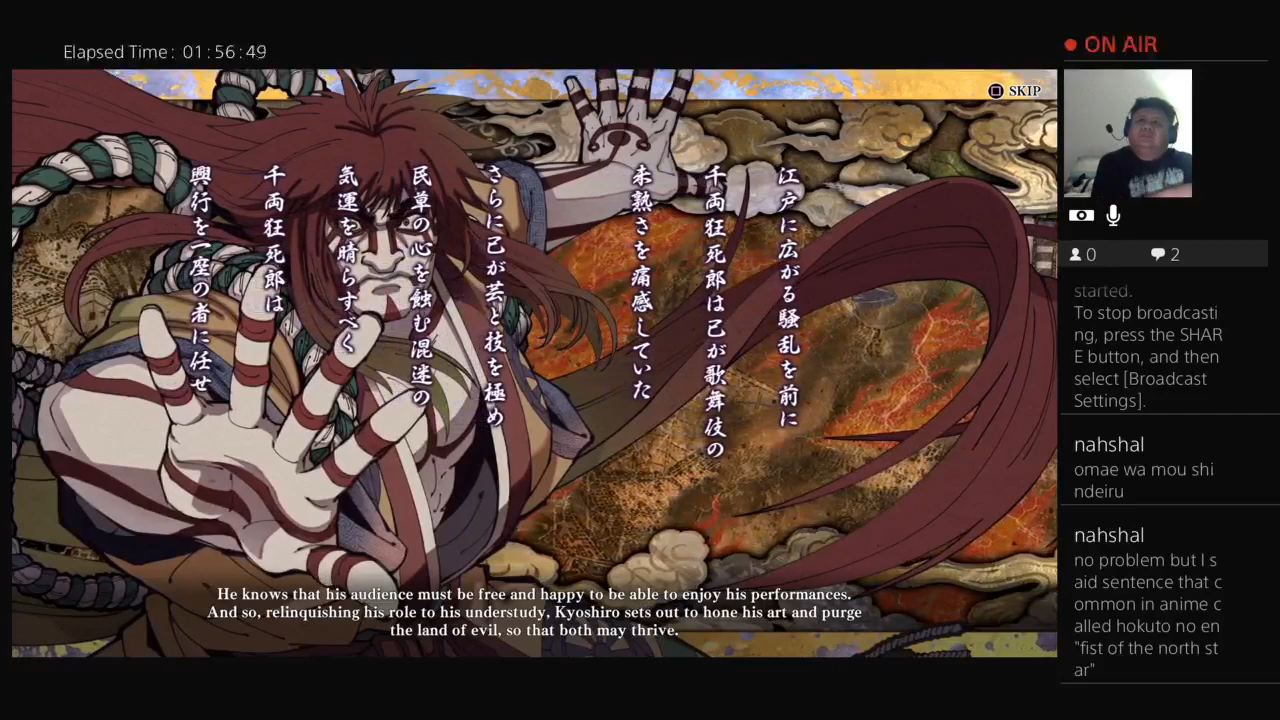 Elapsed Time: 01:56:49
SKIP
江戸に広がる騒乱を前に
千両狂死郎は己が歌舞伎の
未熟さを痛感していた
さらに己が芸と技を極め
民草の心を蝕む混迷の
気運を晴らすべく
千両狂死郎は
興行を一座の者に任せ
He knows that his audience must be free and happy to be able to enjoy his performances.
And so, relinquishing his role to his understudy, Kyoshiro sets out to hone his art and purge
the land of evil, so that both may thrive.
ON AIR
0
2
started.
To stop broadcasti
ng, press the SHAR
E button, and then
select [Broadcast
Settings].
nahshal
omae wa mou shi
ndeiru
nahshal
no problem but I s
aid sentence that c
ommon in anime c
alled hokuto no en
"fist of the north st
ar"